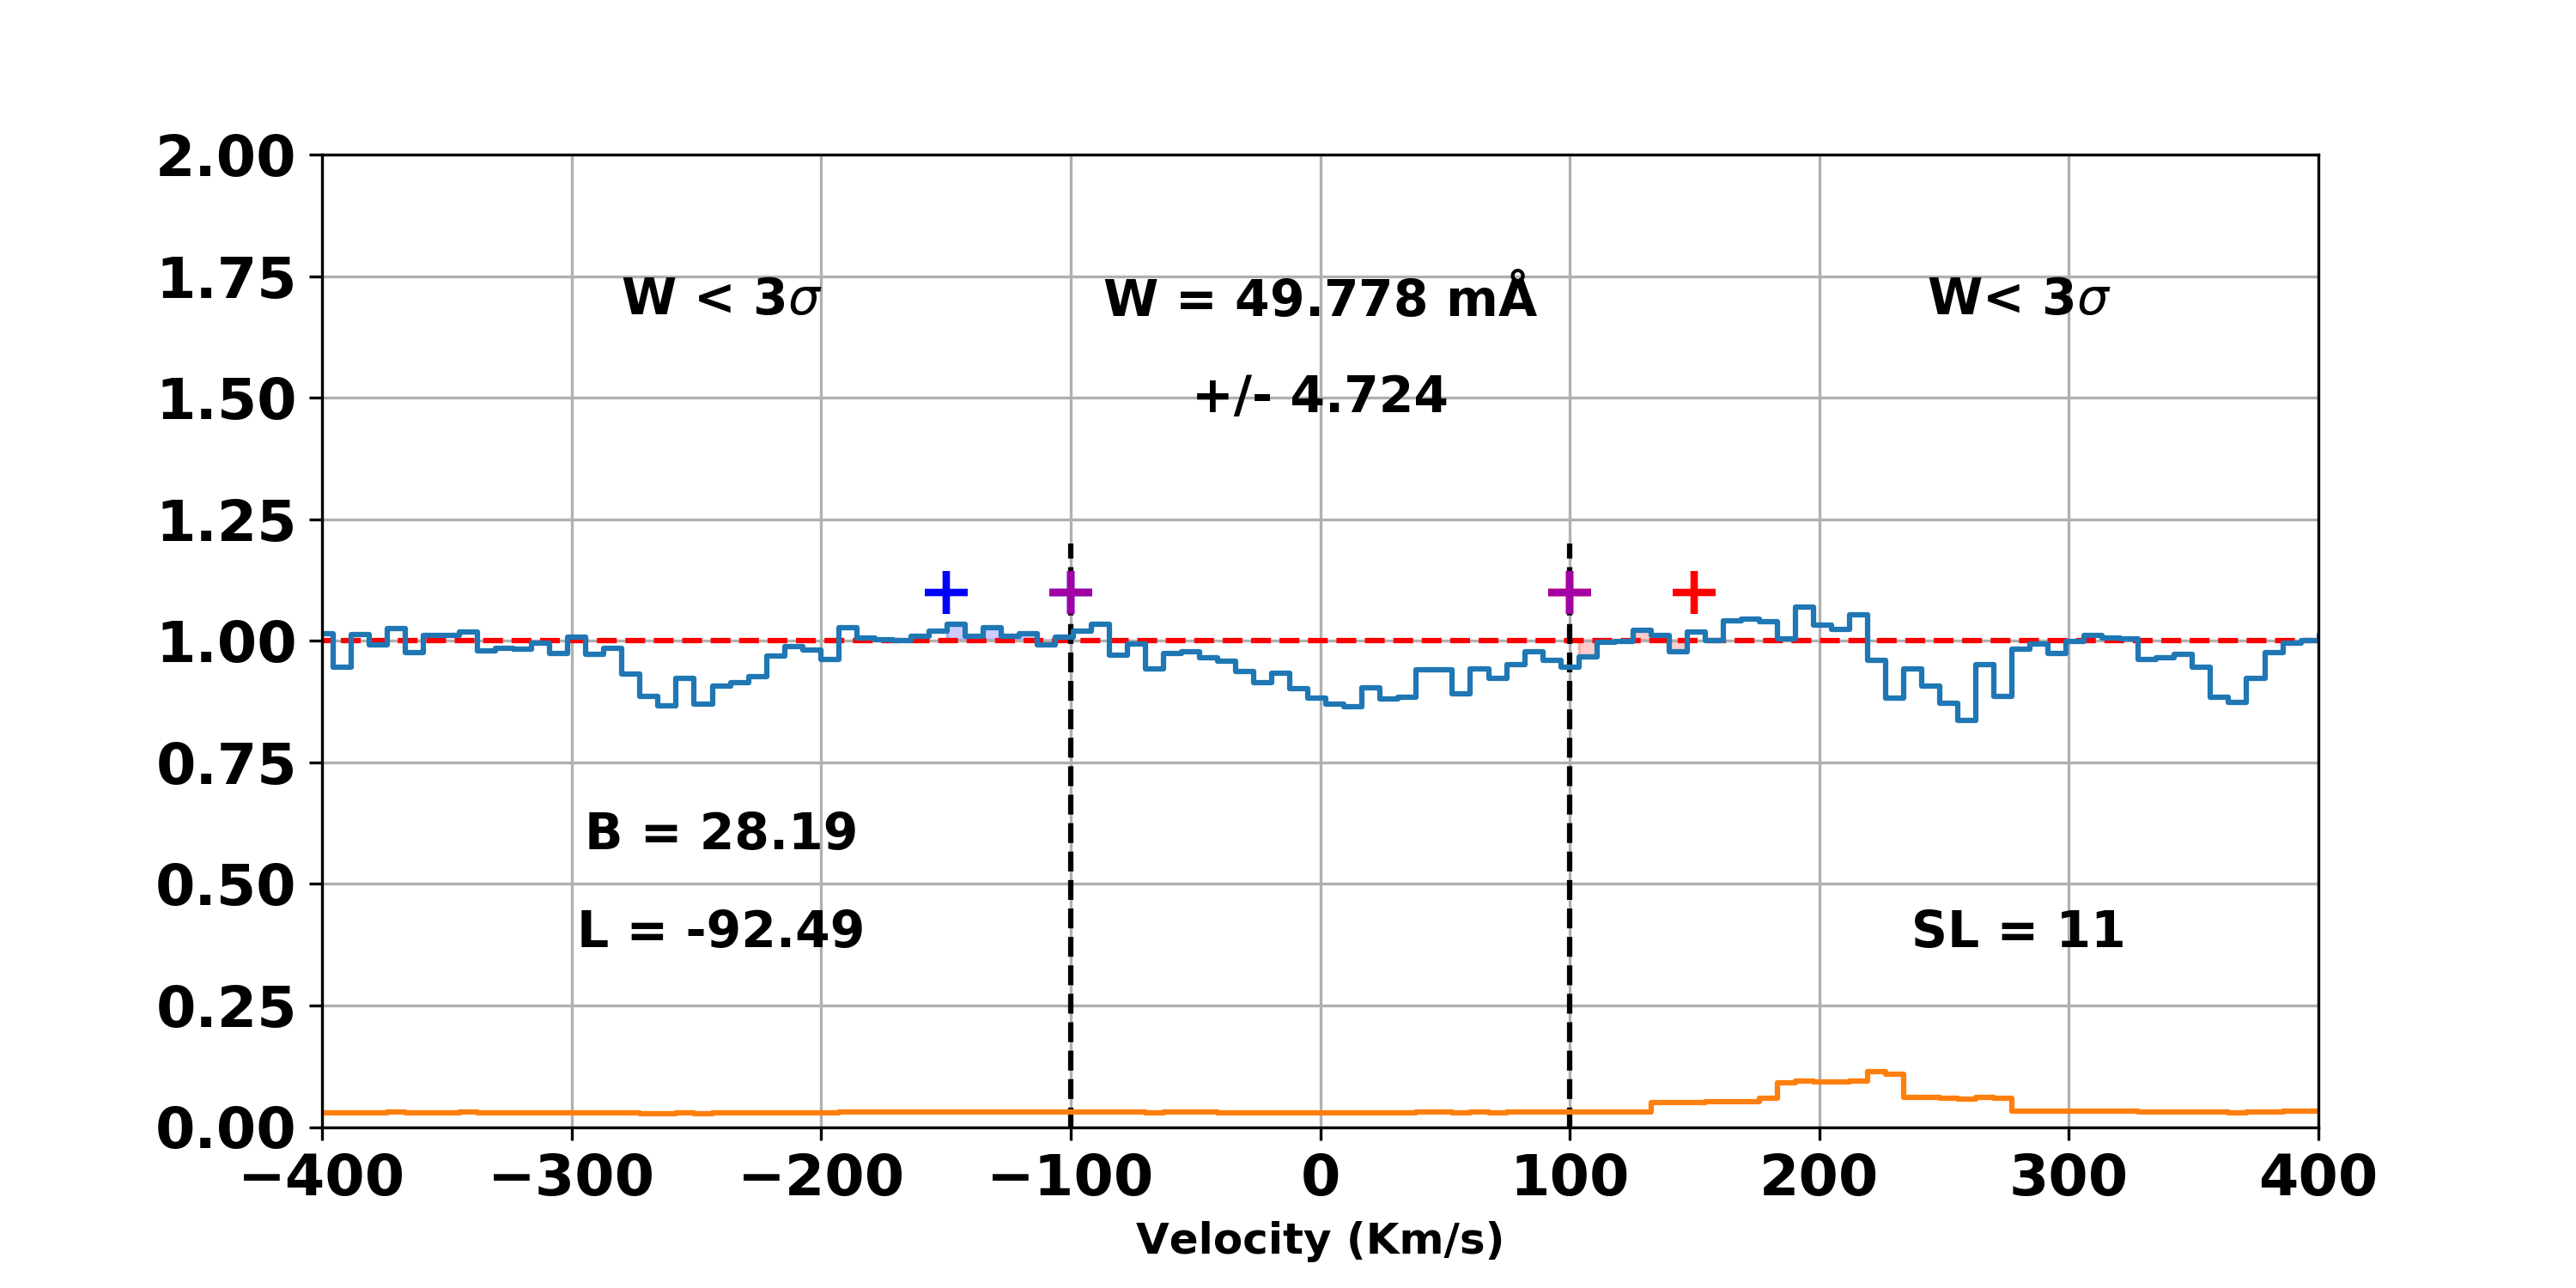 2.00
1.75
1.50
1.25
1.00
0.75
0.50
0.25
0.00
W < 3σ
W = 49.778 mÅ
+/- 4.724
W< 3σ
B = 28.19
L = -92.49
SL = 11
−400 −300 −200 −100 0 100 200 300 400
Velocity (Km/s)